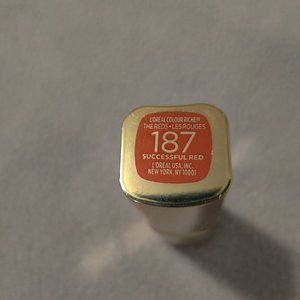 L'ORÉAL COLOUR RICHE®
THE REDS • LES ROUGES
187
SUCCESSFUL RED
L'ORÉAL USA, INC.
NEW YORK, NY 10001